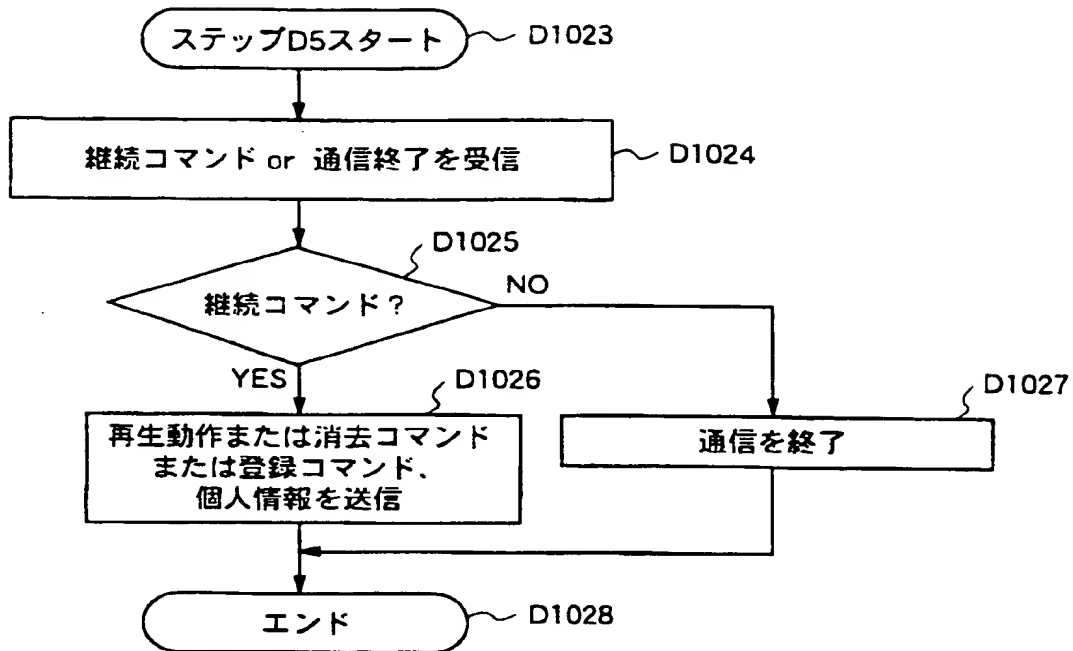 ステップD5スタート
D1023
継続コマンド or 通信終了を受信
D1024
D1025
継続コマンド？
NO
YES
D1026
再生動作または消去コマンド
または登録コマンド、
個人情報を送信
D1027
通信を終了
エンド
D1028